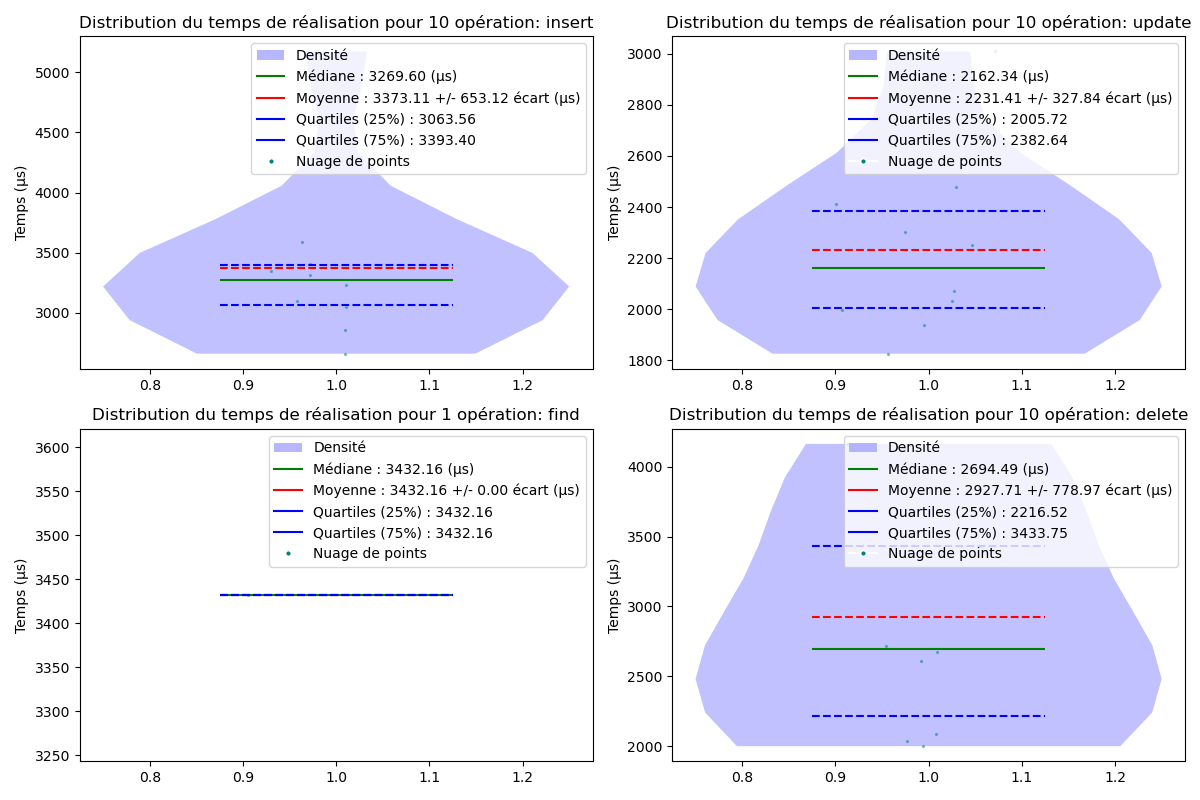 Distribution du temps de réalisation pour 10 opération: insert
Temps (µs)
5000
4500
4000
3500
3000
0.8 0.9 1.0 1.1 1.2
Densité
Médiane : 3269.60 (µs)
Moyenne : 3373.11 +/- 653.12 écart (µs)
Quartiles (25%) : 3063.56
Quartiles (75%) : 3393.40
Nuage de points
Distribution du temps de réalisation pour 10 opération: update
Temps (µs)
3000
2800
2600
2400
2200
2000
1800
0.8 0.9 1.0 1.1 1.2
Densité
Médiane : 2162.34 (µs)
Moyenne : 2231.41 +/- 327.84 écart (µs)
Quartiles (25%) : 2005.72
Quartiles (75%) : 2382.64
Nuage de points
Distribution du temps de réalisation pour 1 opération: find
Temps (µs)
3600
3550
3500
3450
3400
3350
3300
3250
0.8 0.9 1.0 1.1 1.2
Densité
Médiane : 3432.16 (µs)
Moyenne : 3432.16 +/- 0.00 écart (µs)
Quartiles (25%) : 3432.16
Quartiles (75%) : 3432.16
Nuage de points
Distribution du temps de réalisation pour 10 opération: delete
Temps (µs)
4000
3500
3000
2500
2000
0.8 0.9 1.0 1.1 1.2
Densité
Médiane : 2694.49 (µs)
Moyenne : 2927.71 +/- 778.97 écart (µs)
Quartiles (25%) : 2216.52
Quartiles (75%) : 3433.75
Nuage de points